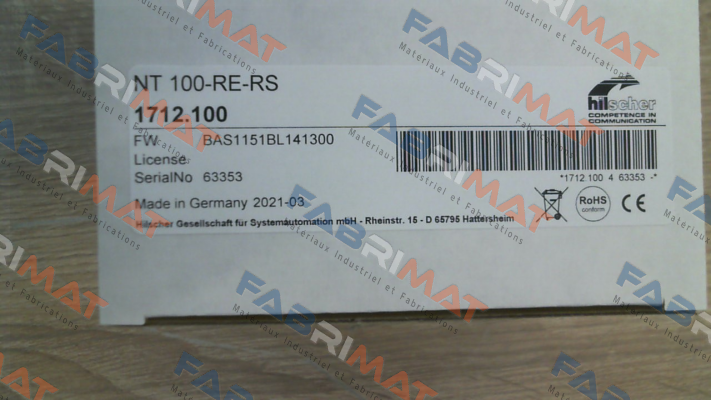 NT 100-RE-RS
1712.100
FW: BAS1151BL141300
License:
SerialNo 63353
Made in Germany 2021-03
Hilscher Gesellschaft für Systemautomation mbH - Rheinstr. 15 - D 65795 Hattersheim
hilscher
COMPETENCE IN
COMMUNICATION
*1712.100 4 63353 -*
RoHS
conform
CE
FABRIMAT
Materiaux Industriel et Fabrications